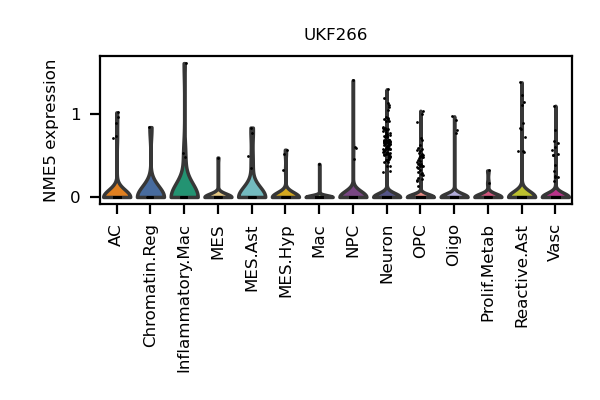 UKF266
NME5 expression
1
0
AC
Chromatin.Reg
Inflammatory.Mac
MES
MES.Ast
MES.Hyp
Mac
NPC
Neuron
OPC
Oligo
Prolif.Metab
Reactive.Ast
Vasc